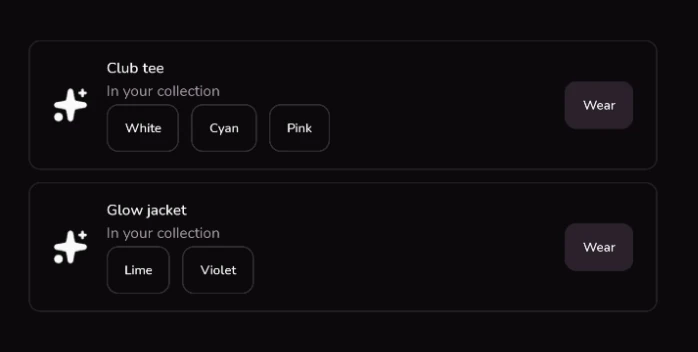 Club tee
In your collection
White Cyan Pink
Wear
Glow jacket
In your collection
Lime Violet
Wear